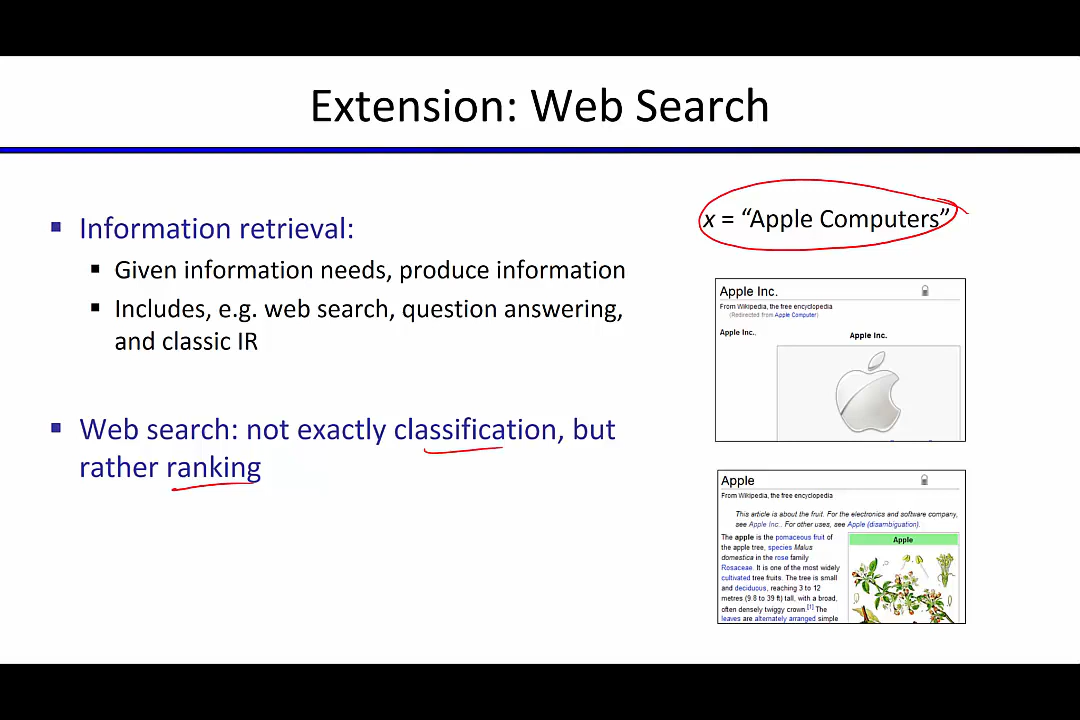 Extension: Web Search
Information retrieval:
Given information needs, produce information
Includes, e.g. web search, question answering,
and classic IR
Web search: not exactly classification, but
rather ranking
x = “Apple Computers”
Apple Inc.
From Wikipedia, the free encyclopedia
(Redirected from Apple Computer)
Apple Inc..
Apple Inc.
Apple
From Wikipedia, the free encyclopedia
This article is about the fruit. For the electronics and software company,
see Apple Inc.. For other uses, see Apple (disambiguation).
The apple is the pomaceous fruit of
the apple tree, species Malus
domestica in the rose family
Rosaceae. It is one of the most widely
cultivated tree fruits. The tree is small
and deciduous, reaching 3 to 12
metres (9.8 to 39 ft) tall, with a broad,
often densely twiggy crown.[1] The
leaves are alternately arranged simple
Apple